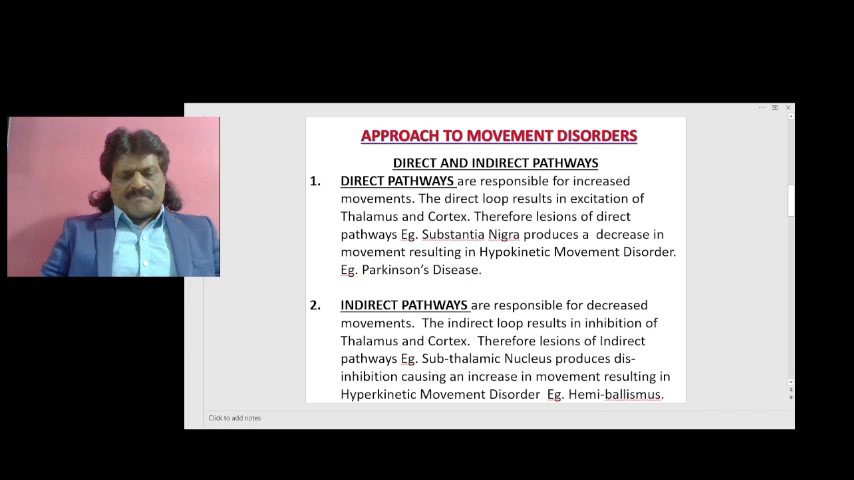 APPROACH TO MOVEMENT DISORDERS
DIRECT AND INDIRECT PATHWAYS
1. DIRECT PATHWAYS are responsible for increased
movements. The direct loop results in excitation of
Thalamus and Cortex. Therefore lesions of direct
pathways Eg. Substantia Nigra produces a decrease in
movement resulting in Hypokinetic Movement Disorder.
Eg. Parkinson's Disease.
2. INDIRECT PATHWAYS are responsible for decreased
movements. The indirect loop results in inhibition of
Thalamus and Cortex. Therefore lesions of Indirect
pathways Eg. Sub-thalamic Nucleus produces dis-
inhibition causing an increase in movement resulting in
Hyperkinetic Movement Disorder Eg. Hemi-ballismus.
Click to add notes